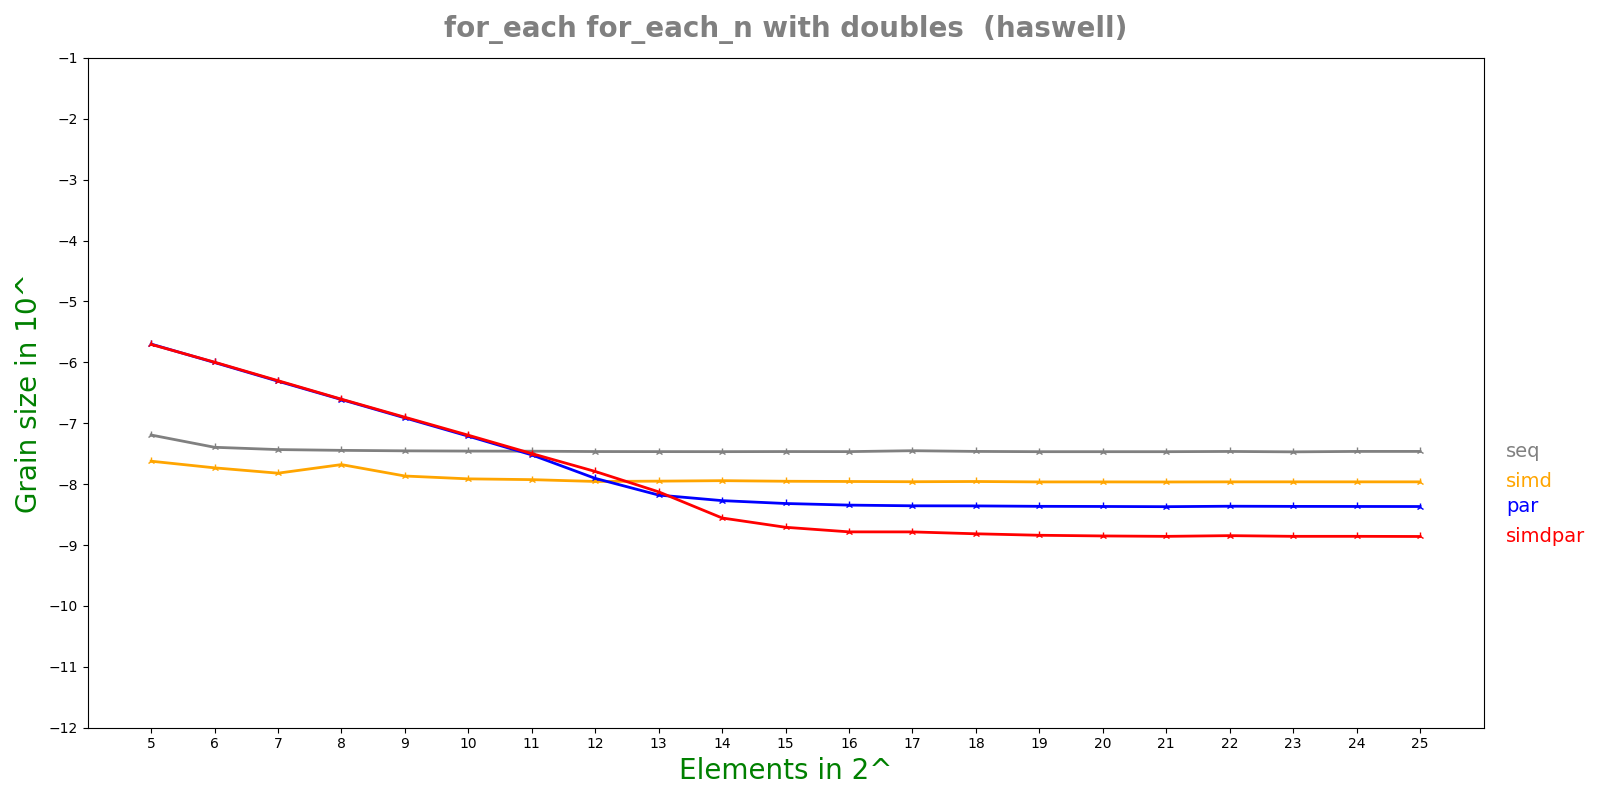 for_each for_each_n with doubles  (haswell)
Grain size in 10^
−1
−2
−3
−4
−5
−6
−7
−8
−9
−10
−11
−12
seq
simd
par
simdpar
5 6 7 8 9 10 11 12 13 14 15 16 17 18 19 20 21 22 23 24 25
Elements in 2^